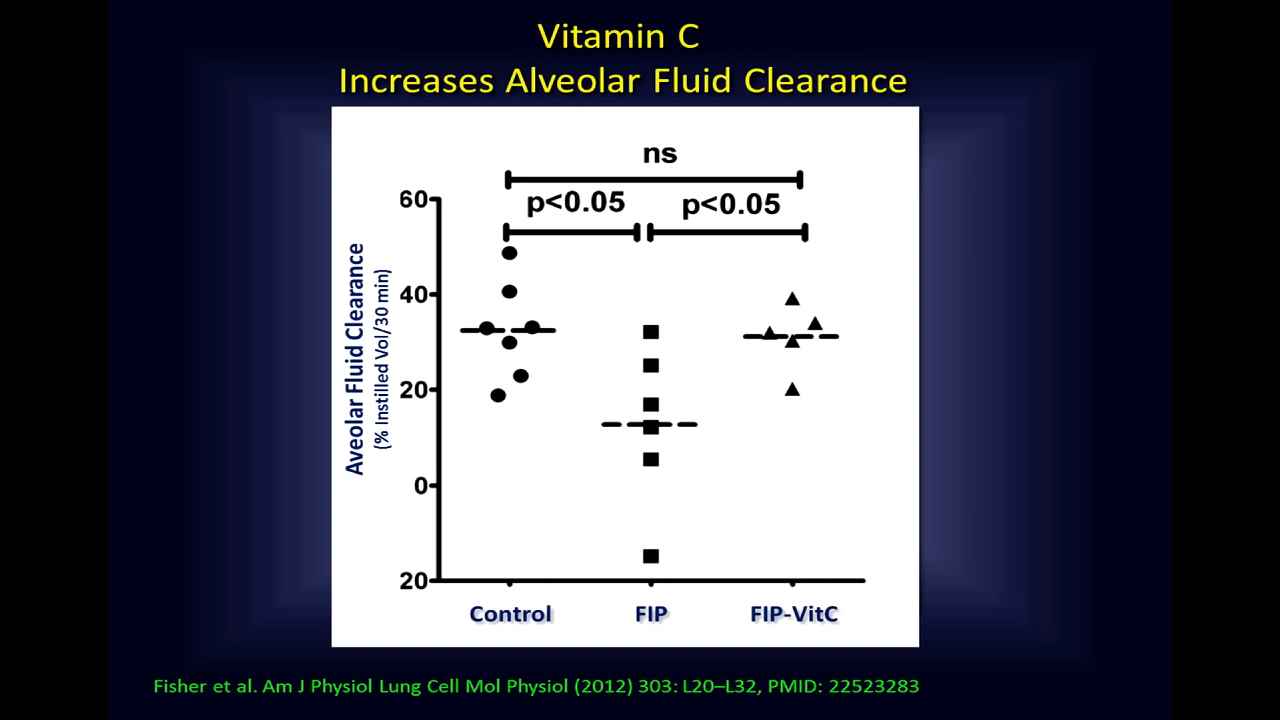 Vitamin C
Increases Alveolar Fluid Clearance
ns
p<0.05 p<0.05
60
40
20
0
20
Aveolar Fluid Clearance
(% Instilled Vol/30 min)
Control FIP FIP-VitC
Fisher et al. Am J Physiol Lung Cell Mol Physiol (2012) 303: L20–L32, PMID: 22523283